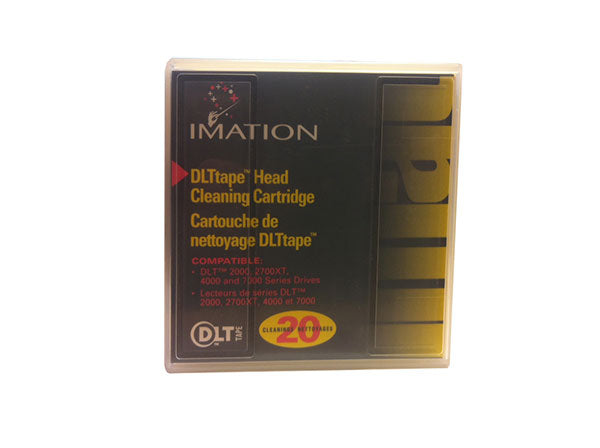 IMATION
DLTtape™ Head
Cleaning Cartridge
Cartouche de
nettoyage DLTtape™
COMPATIBLE:
• DLT™ 2000, 2700XT,
4000 and 7000 Series Drives
• Lecteurs de séries DLT™
2000, 2700XT, 4000 et 7000
DLT™ TAPE
CLEANINGS 20 NETTOYAGES